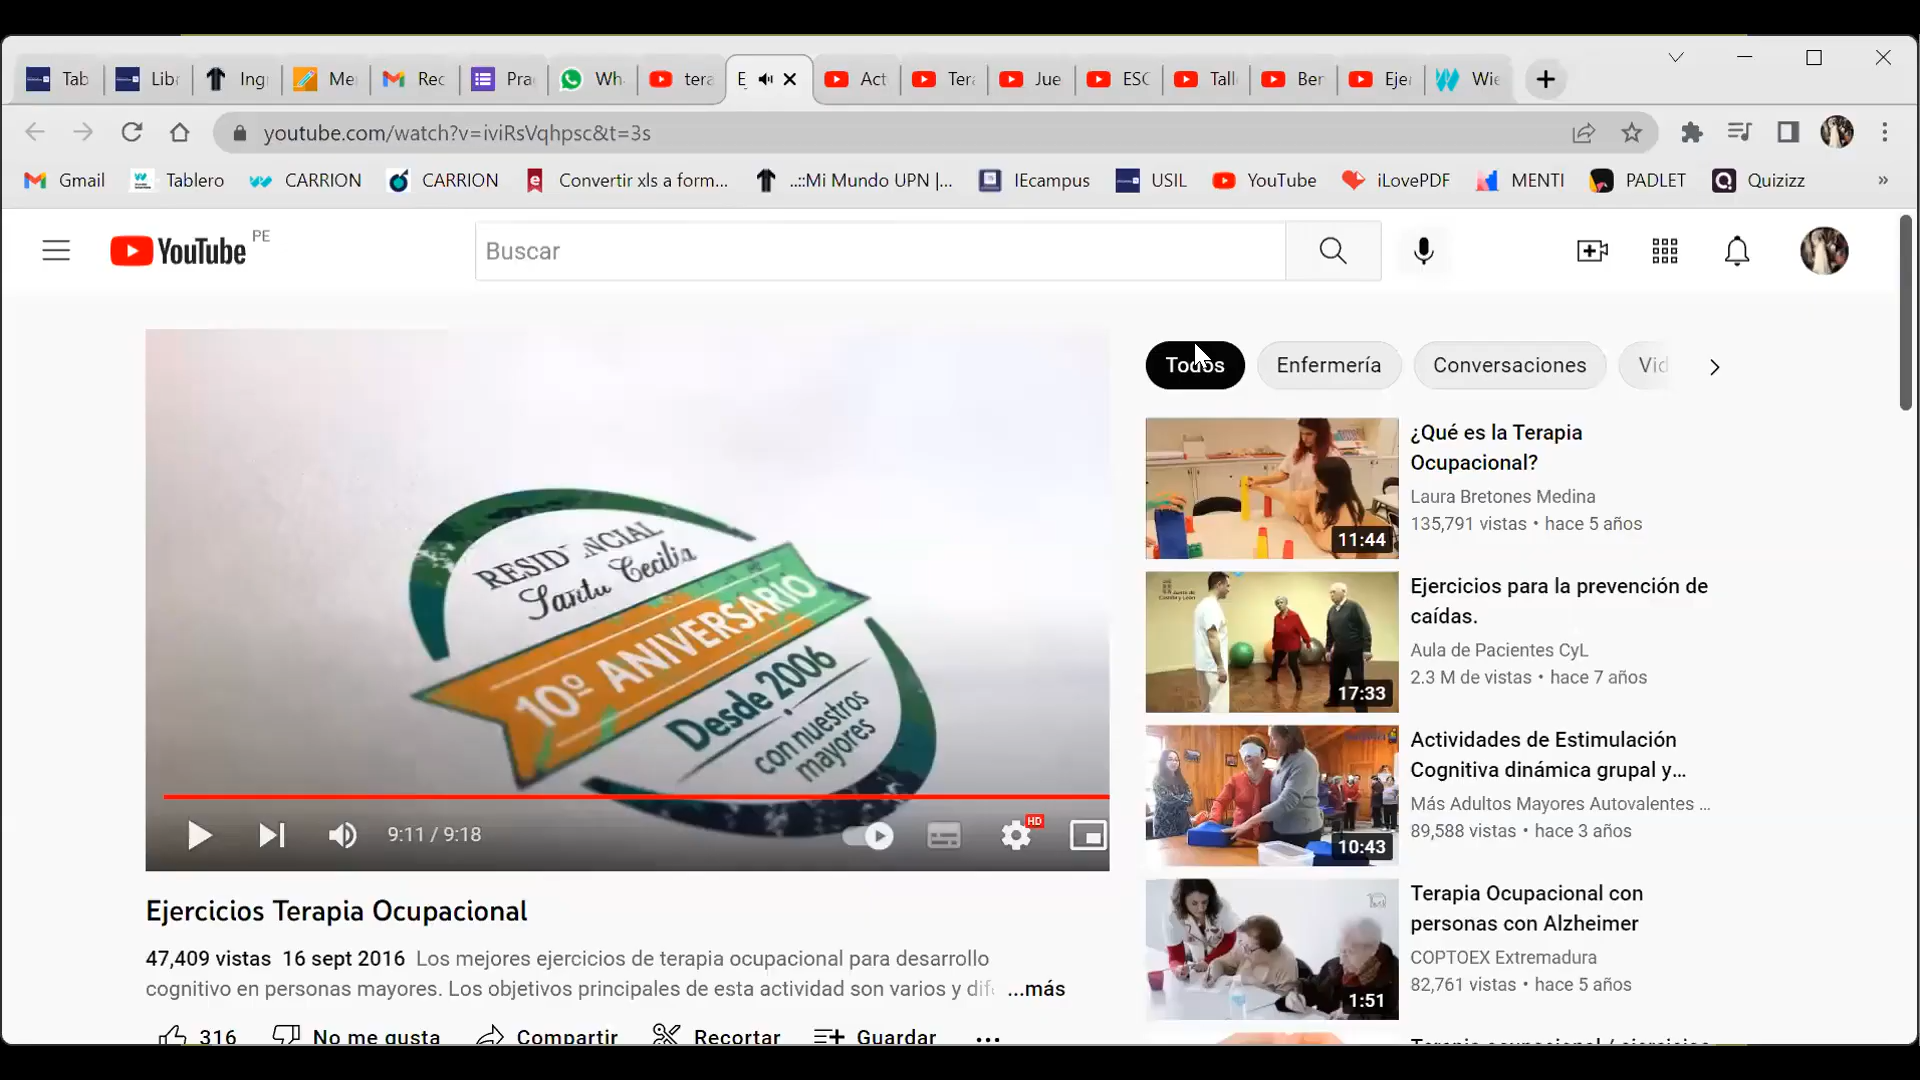 Tab
Libr
Ingr
Me
Rec
Pra
Wh
tera
E
Act
Tera
Jue
ESC
Tall
Ber
Ejer
Wie
youtube.com/watch?v=iviRsVqhpsc&t=3s
Gmail
Tablero
CARRION
CARRION
Convertir xls a form...
..::Mi Mundo UPN |...
IEcampus
USIL
YouTube
iLovePDF
MENTI
PADLET
Quizizz
»
YouTube PE
Buscar
RESIDENCIAL
Santa Cecilia
10º ANIVERSARIO
Desde 2006
con nuestros
mayores
9:11 / 9:18
HD
Ejercicios Terapia Ocupacional
47,409 vistas 16 sept 2016 Los mejores ejercicios de terapia ocupacional para desarrollo
cognitivo en personas mayores. Los objetivos principales de esta actividad son varios y dife ...más
316
No me gusta
Compartir
Recortar
Guardar
Todos
Enfermería
Conversaciones
Vid
¿Qué es la Terapia
Ocupacional?
Laura Bretones Medina
135,791 vistas • hace 5 años
11:44
Ejercicios para la prevención de
caídas.
Aula de Pacientes CyL
2.3 M de vistas • hace 7 años
17:33
Actividades de Estimulación
Cognitiva dinámica grupal y...
Más Adultos Mayores Autovalentes ...
89,588 vistas • hace 3 años
10:43
Terapia Ocupacional con
personas con Alzheimer
COPTOEX Extremadura
82,761 vistas • hace 5 años
1:51
Terapia ocupacional / ejercicios